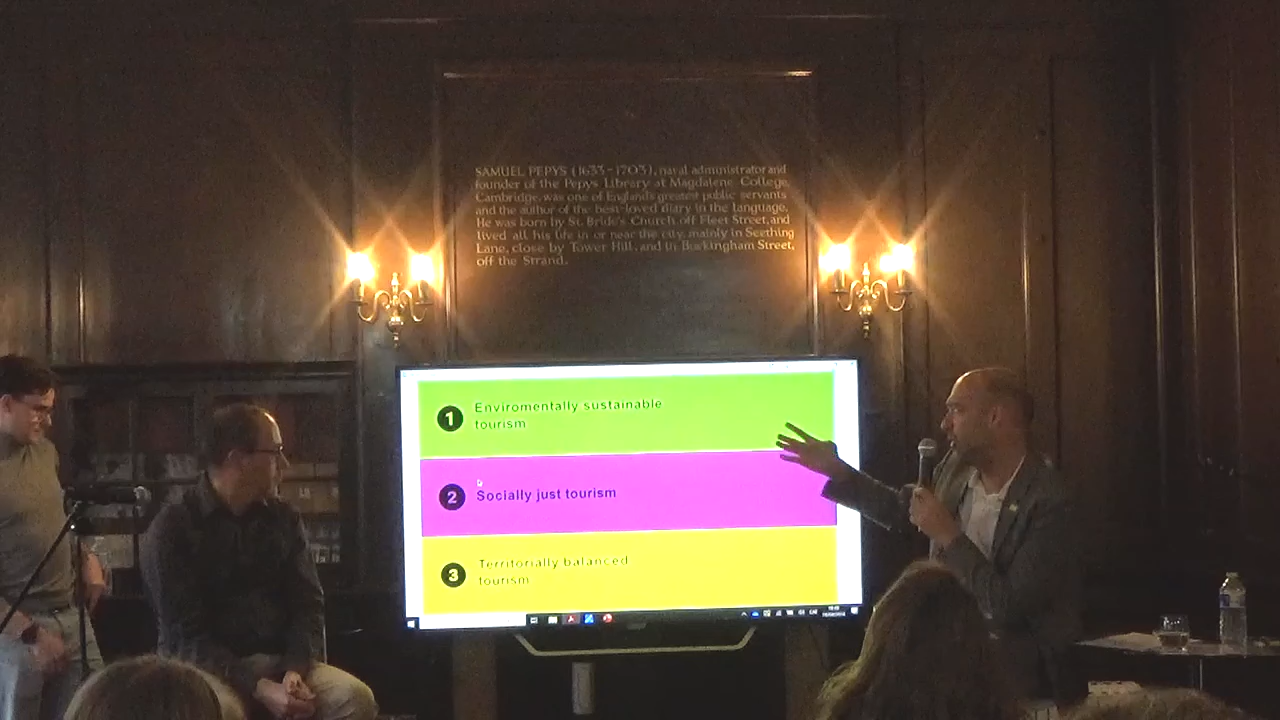 SAMUEL PEPYS (1633-1703), naval administrator and
founder of the Pepys Library at Magdalene College,
Cambridge, was one of England's greatest public servants
and the author of the best-loved diary in the language.
He was born by St. Bride's Church, off Fleet Street, and
lived all his life in or near the city, mainly in Seething
Lane, close by Tower Hill, and in Buckingham Street,
off the Strand.
1 Enviromentally sustainable
tourism
2 Socially just tourism
3 Territorially balanced
tourism